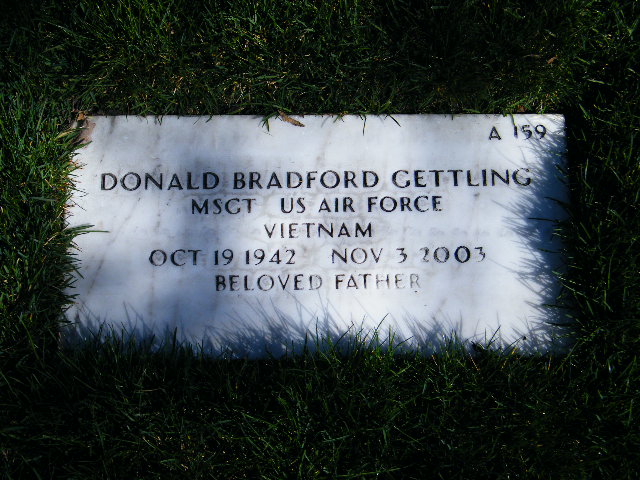 A 159
DONALD BRADFORD GETTLING
MSGT US AIR FORCE
VIETNAM
OCT 19 1942 NOV 3 2003
BELOVED FATHER